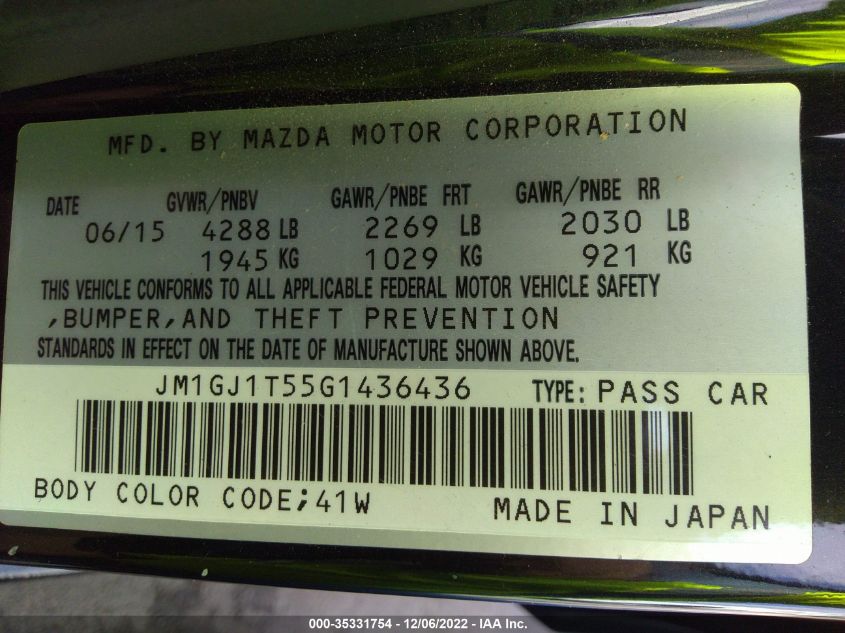 MFD. BY MAZDA MOTOR CORPORATION
DATE GVWR/PNBV GAWR/PNBE FRT GAWR/PNBE RR
06/15 4288 LB 2269 LB 2030 LB
1945 KG 1029 KG 921 KG
THIS VEHICLE CONFORMS TO ALL APPLICABLE FEDERAL MOTOR VEHICLE SAFETY
,BUMPER,AND THEFT PREVENTION
STANDARDS IN EFFECT ON THE DATE OF MANUFACTURE SHOWN ABOVE.
JM1GJ1T55G1436436 TYPE: PASS CAR
BODY COLOR CODE;41W MADE IN JAPAN
000-35331754 - 12/06/2022 - IAA Inc.